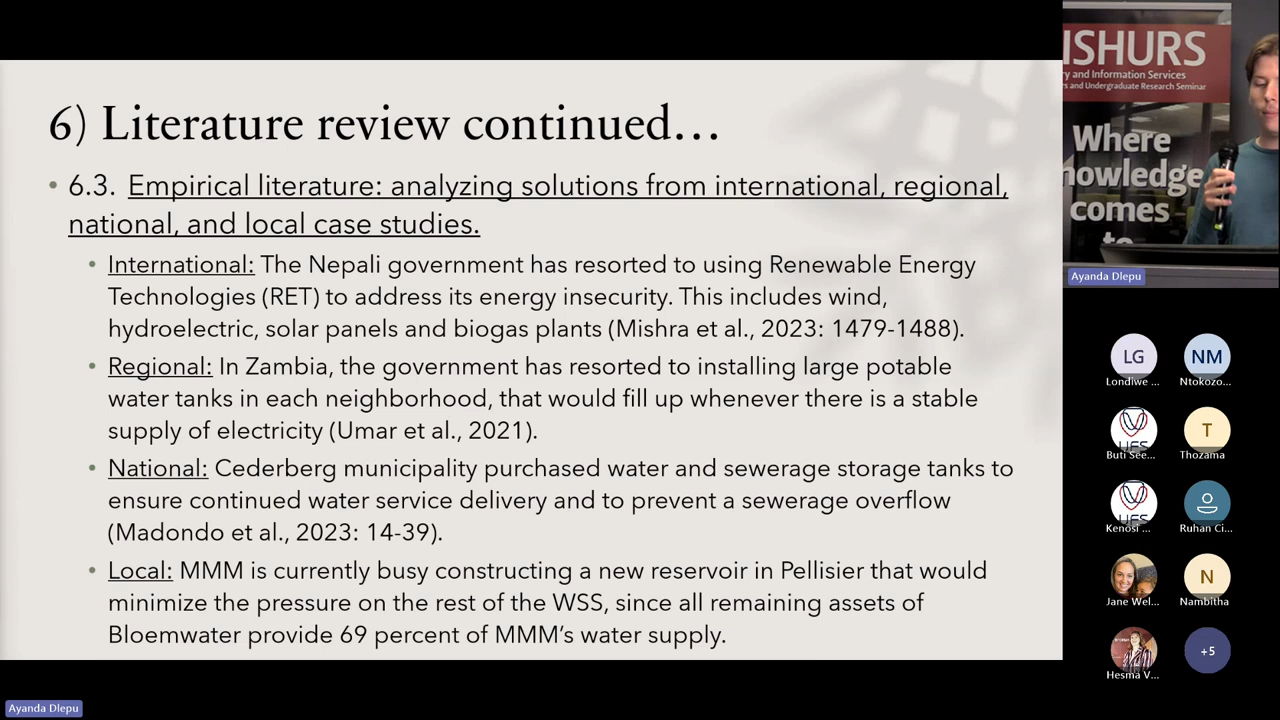 6) Literature review continued…
• 6.3. Empirical literature: analyzing solutions from international, regional,
national, and local case studies.
• International: The Nepali government has resorted to using Renewable Energy
Technologies (RET) to address its energy insecurity. This includes wind,
hydroelectric, solar panels and biogas plants (Mishra et al., 2023: 1479-1488).
• Regional: In Zambia, the government has resorted to installing large potable
water tanks in each neighborhood, that would fill up whenever there is a stable
supply of electricity (Umar et al., 2021).
• National: Cederberg municipality purchased water and sewerage storage tanks to
ensure continued water service delivery and to prevent a sewerage overflow
(Madondo et al., 2023: 14-39).
• Local: MMM is currently busy constructing a new reservoir in Pellisier that would
minimize the pressure on the rest of the WSS, since all remaining assets of
Bloemwater provide 69 percent of MMM's water supply.
ISHURS
y and Information Services
s and Undergraduate Research Seminar
Where
nowledge
comes
to
Ayanda Dlepu
LG
Londiwe ...
NM
Ntokozo...
UFS
Buti See...
T
Thozama
UFS
Kenosi ...
Ruhan Ci...
Jane Wel...
N
Nambitha
Hesma V...
+5
Ayanda Dlepu